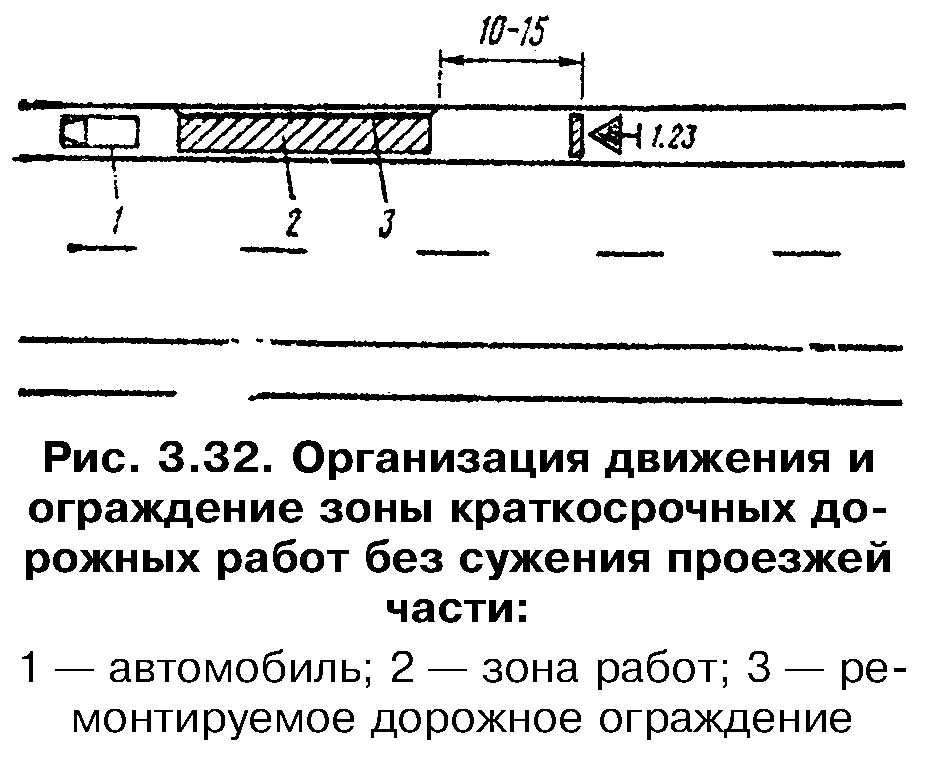 10-15
1.23
1
2
3
Рис. 3.32. Организация движения и
ограждение зоны краткосрочных до-
рожных работ без сужения проезжей
части:
1 — автомобиль; 2 — зона работ; 3 — ре-
монтируемое дорожное ограждение